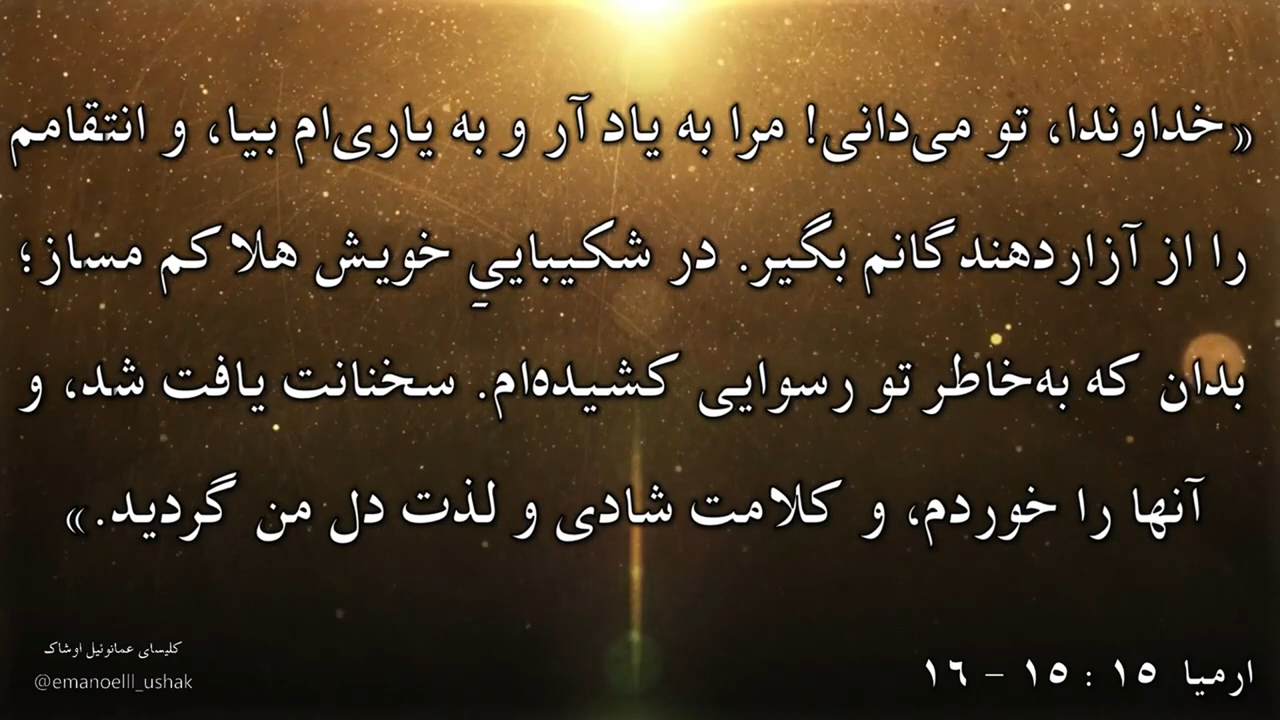 «خداوندا، تو می‌دانی! مرا به یاد آر و به یاری‌ام بیا، و انتقامم
را از آزاردهندگانم بگیر. در شکیباییِ خویش هلاکم مساز؛
بدان که به‌خاطر تو رسوایی کشیده‌ام. سخنانت یافت شد، و
آنها را خوردم، و کلامت شادی و لذت دل من گردید.»
ارمیا ۱۵ : ۱۵ – ۱۶
کلیسای عمانوئیل اوشاک
@emanoelll_ushak